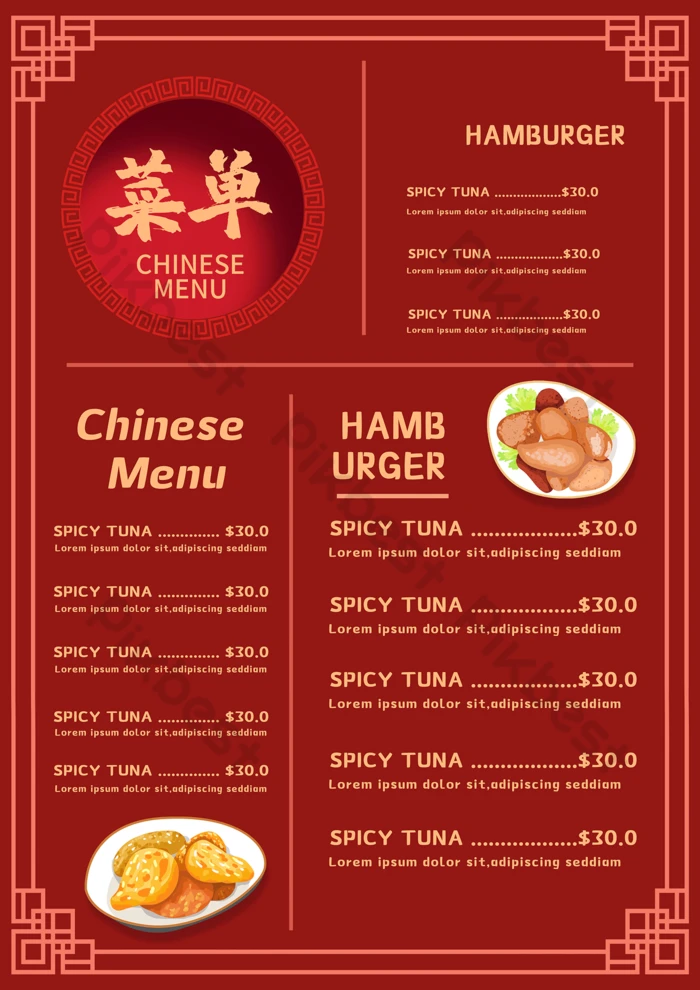 菜单
CHINESE
MENU
HAMBURGER
SPICY TUNA ..................$30.0
Lorem ipsum dolor sit,adipiscing seddiam
SPICY TUNA ..................$30.0
Lorem ipsum dolor sit,adipiscing seddiam
SPICY TUNA ..................$30.0
Lorem ipsum dolor sit,adipiscing seddiam
Chinese
Menu
SPICY TUNA .............. $30.0
Lorem ipsum dolor sit,adipiscing seddiam
SPICY TUNA .............. $30.0
Lorem ipsum dolor sit,adipiscing seddiam
SPICY TUNA .............. $30.0
Lorem ipsum dolor sit,adipiscing seddiam
SPICY TUNA .............. $30.0
Lorem ipsum dolor sit,adipiscing seddiam
SPICY TUNA .............. $30.0
Lorem ipsum dolor sit,adipiscing seddiam
HAMB
URGER
SPICY TUNA ..................$30.0
Lorem ipsum dolor sit,adipiscing seddiam
SPICY TUNA ..................$30.0
Lorem ipsum dolor sit,adipiscing seddiam
SPICY TUNA ..................$30.0
Lorem ipsum dolor sit,adipiscing seddiam
SPICY TUNA ..................$30.0
Lorem ipsum dolor sit,adipiscing seddiam
SPICY TUNA ..................$30.0
Lorem ipsum dolor sit,adipiscing seddiam
pikbest
pikbest
pikbest
pikbest
pikbest